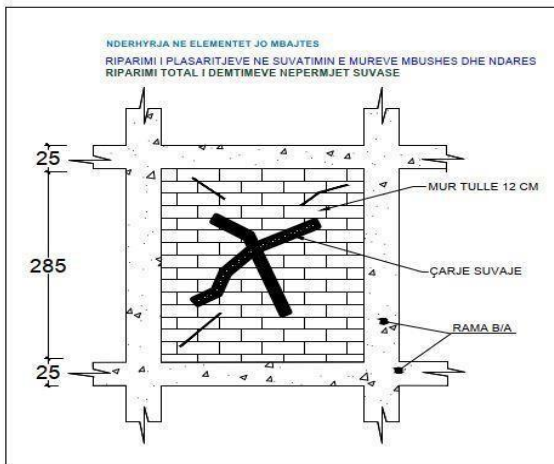 NDERHYRJA NE ELEMENTET JO MBAJTES
RIPARIMI I PLASARITJEVE NE SUVATIMIN E MUREVE MBUSHES DHE NDARES
RIPARIMI TOTAL I DEMTIMEVE NEPERMJET SUVASE
25
MUR TULLE 12 CM
285
ÇARJE SUVAJE
RAMA B/A
25